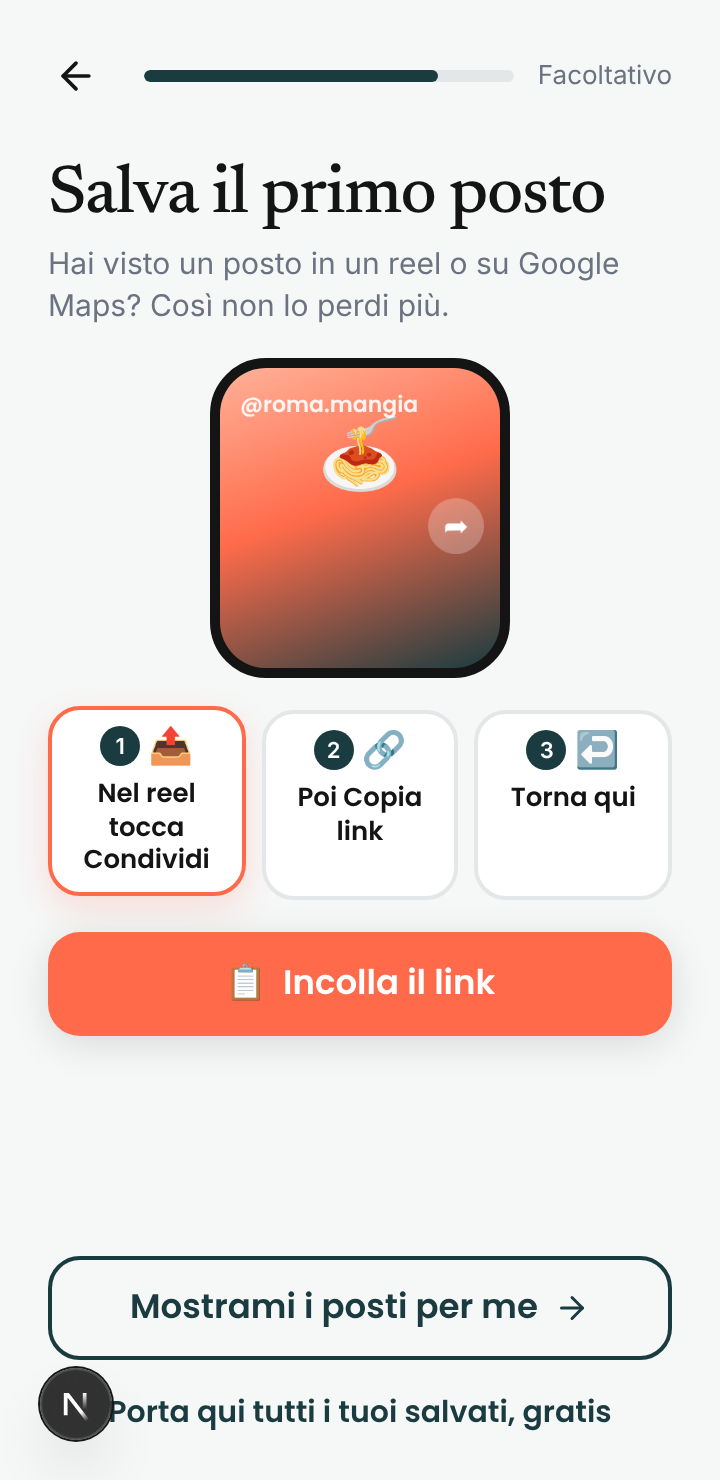 Facoltativo
Salva il primo posto
Hai visto un posto in un reel o su Google
Maps? Così non lo perdi più.
@roma.mangia
1
Nel reel
tocca
Condividi
2
Poi Copia
link
3
Torna qui
Incolla il link
Mostrami i posti per me →
N
Porta qui tutti i tuoi salvati, gratis